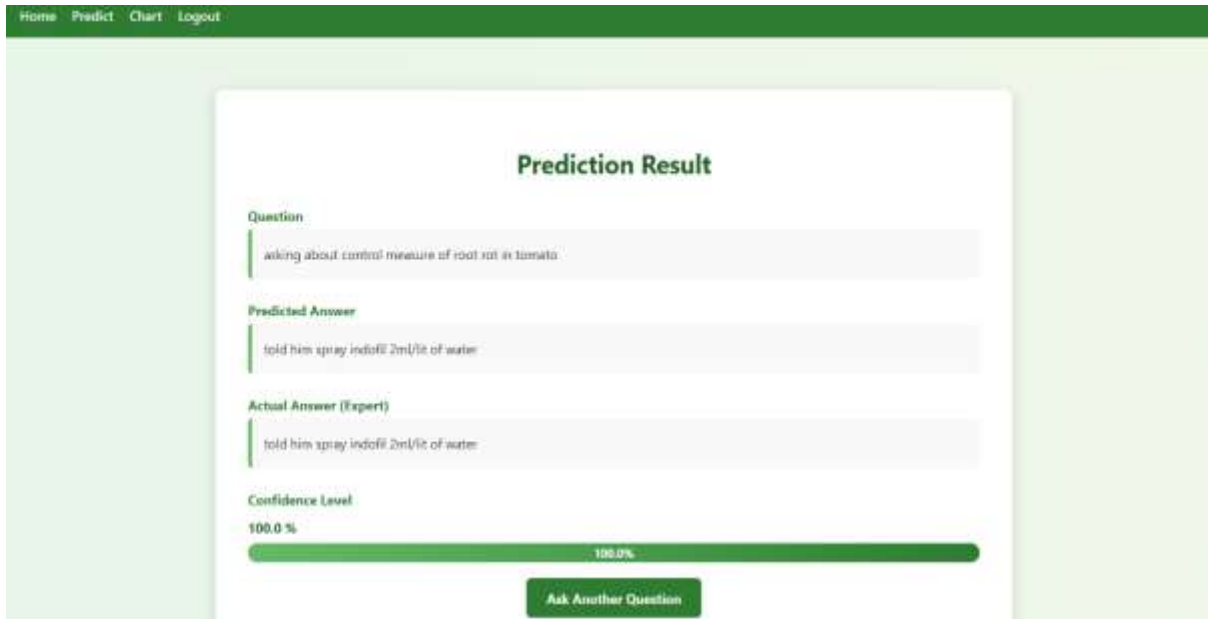 Home Predict Chart Logout
Prediction Result
Question
asking about control measure of root rot in tomato
Predicted Answer
told him spray indofil 2ml/lit of water
Actual Answer (Expert)
told him spray indofil 2ml/lit of water
Confidence Level
100.0 %
100.0%
Ask Another Question